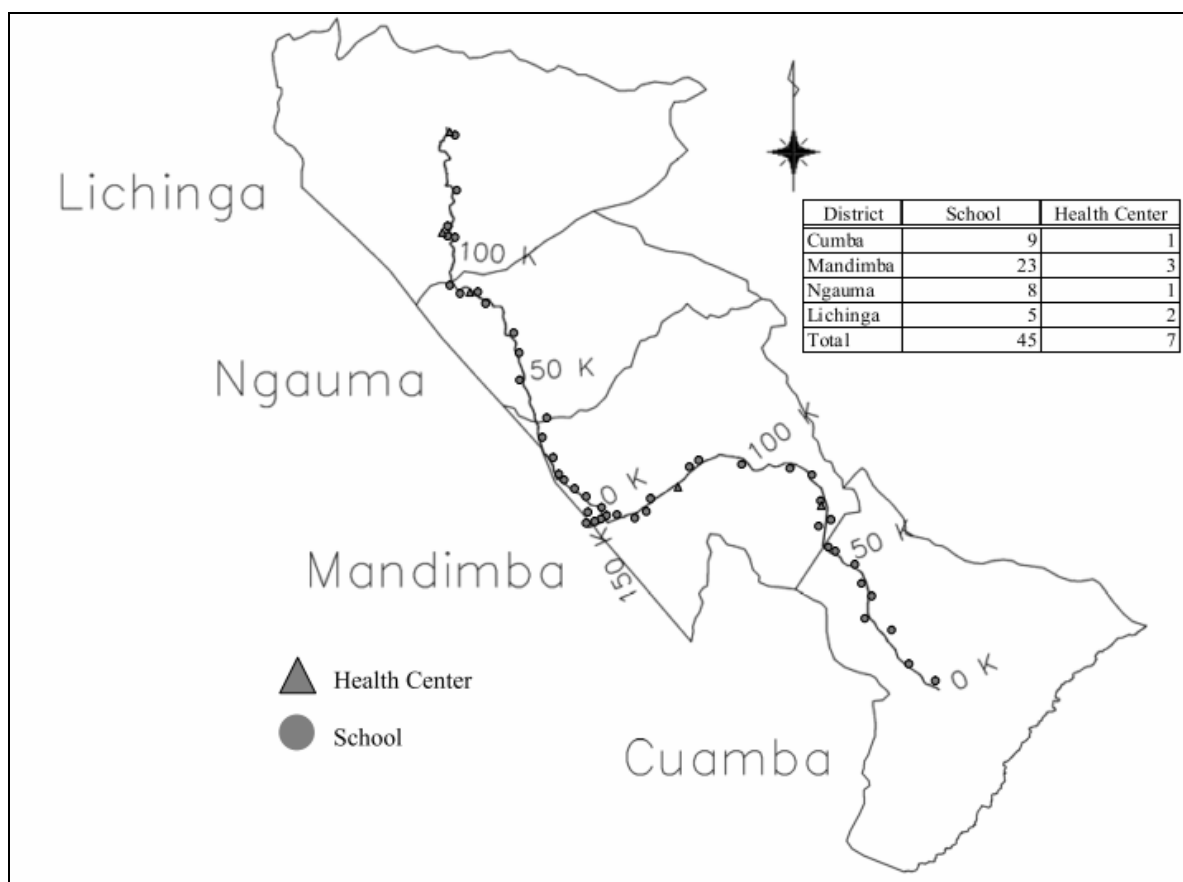 Lichinga
100 K
District School Health Center
Cumba 9 1
Mandimba 23 3
Ngauma 8 1
Lichinga 5 2
Total 45 7
Ngauma
50 K
100 K
0 K
Mandimba
150 K
50 K
0 K
Health Center
School
Cuamba